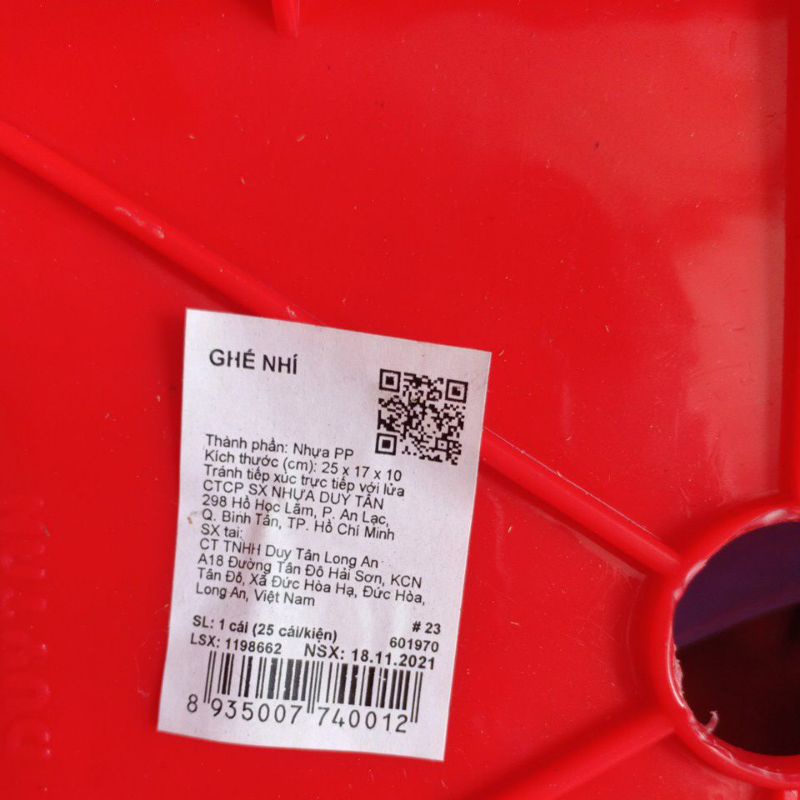 GHẾ NHÍ
Thành phần: Nhựa PP
Kích thước (cm): 25 x 17 x 10
Tránh tiếp xúc trực tiếp với lửa
CTCP SX NHỰA DUY TÂN
298 Hồ Học Lãm, P. An Lạc,
Q. Bình Tân, TP. Hồ Chí Minh
SX tại:
CT TNHH Duy Tân Long An
A18 Đường Tân Đô Hải Sơn, KCN
Tân Đô, Xã Đức Hòa Hạ, Đức Hòa,
Long An, Việt Nam
# 23
SL: 1 cái (25 cái/kiện) 601970
LSX: 1198662 NSX: 18.11.2021
8 935007 740012
DUY TAN